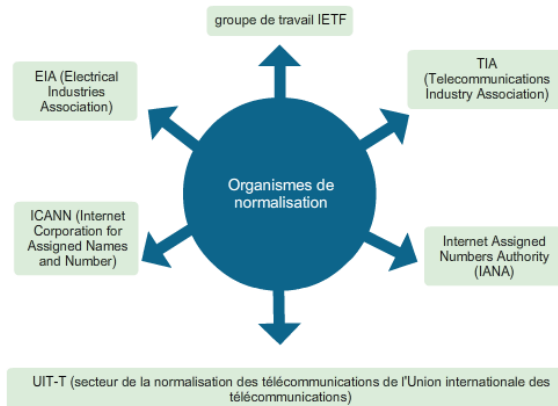 groupe de travail IETF
EIA (Electrical
Industries
Association)
TIA
(Telecommunications
Industry Association)
Organismes de
normalisation
ICANN (Internet
Corporation for
Assigned Names
and Number)
Internet Assigned
Numbers Authority
(IANA)
UIT-T (secteur de la normalisation des télécommunications de l'Union internationale des
télécommunications)